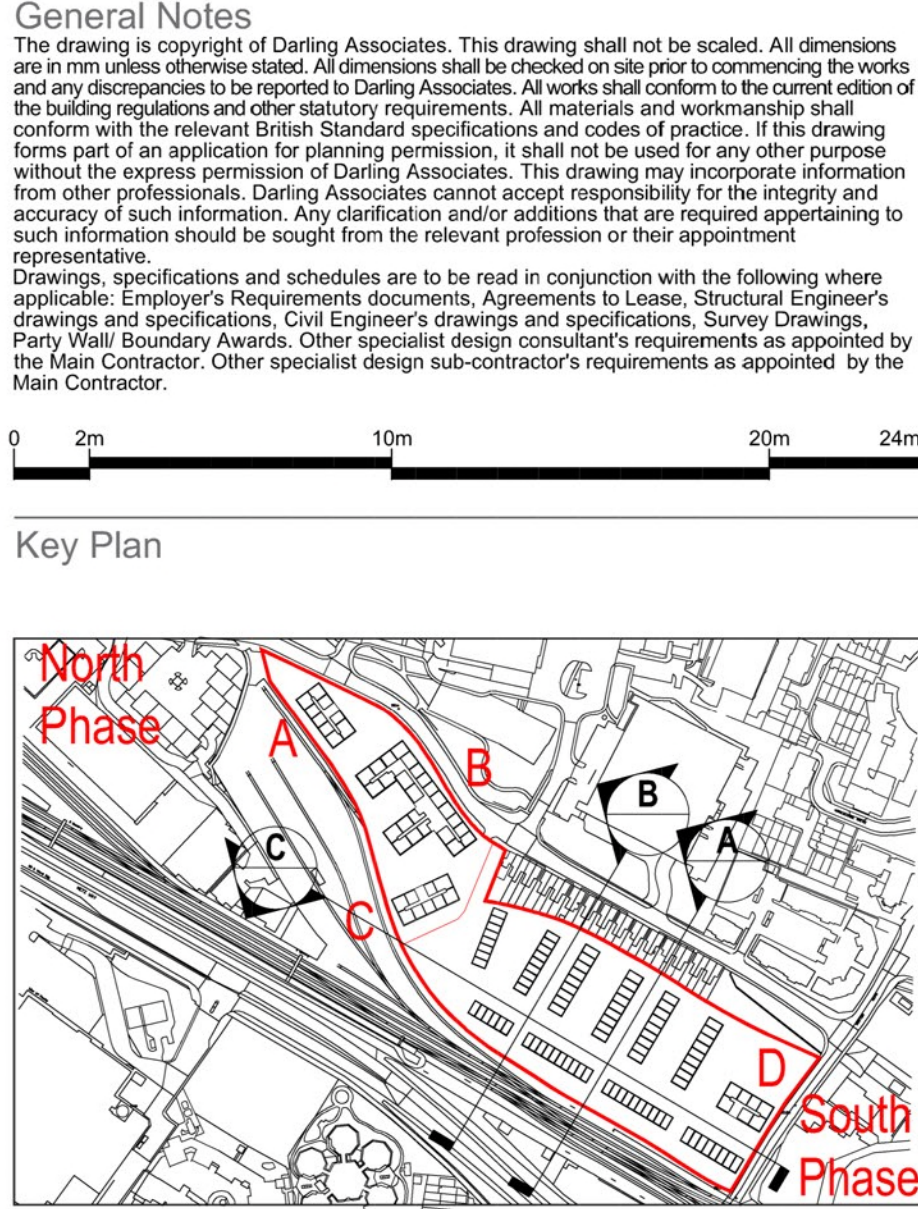 General Notes
The drawing is copyright of Darling Associates. This drawing shall not be scaled. All dimensions
are in mm unless otherwise stated. All dimensions shall be checked on site prior to commencing the works
and any discrepancies to be reported to Darling Associates. All works shall conform to the current edition of
the building regulations and other statutory requirements. All materials and workmanship shall
conform with the relevant British Standard specifications and codes of practice. If this drawing
forms part of an application for planning permission, it shall not be used for any other purpose
without the express permission of Darling Associates. This drawing may incorporate information
from other professionals. Darling Associates cannot accept responsibility for the integrity and
accuracy of such information. Any clarification and/or additions that are required appertaining to
such information should be sought from the relevant profession or their appointment
representative.
Drawings, specifications and schedules are to be read in conjunction with the following where
applicable: Employer's Requirements documents, Agreements to Lease, Structural Engineer's
drawings and specifications, Civil Engineer's drawings and specifications, Survey Drawings,
Party Wall/ Boundary Awards. Other specialist design consultant's requirements as appointed by
the Main Contractor. Other specialist design sub-contractor's requirements as appointed by the
Main Contractor.
0 2m 10m 20m 24m
Key Plan
North
Phase
A
B
B
A
C
C
D
South
Phase